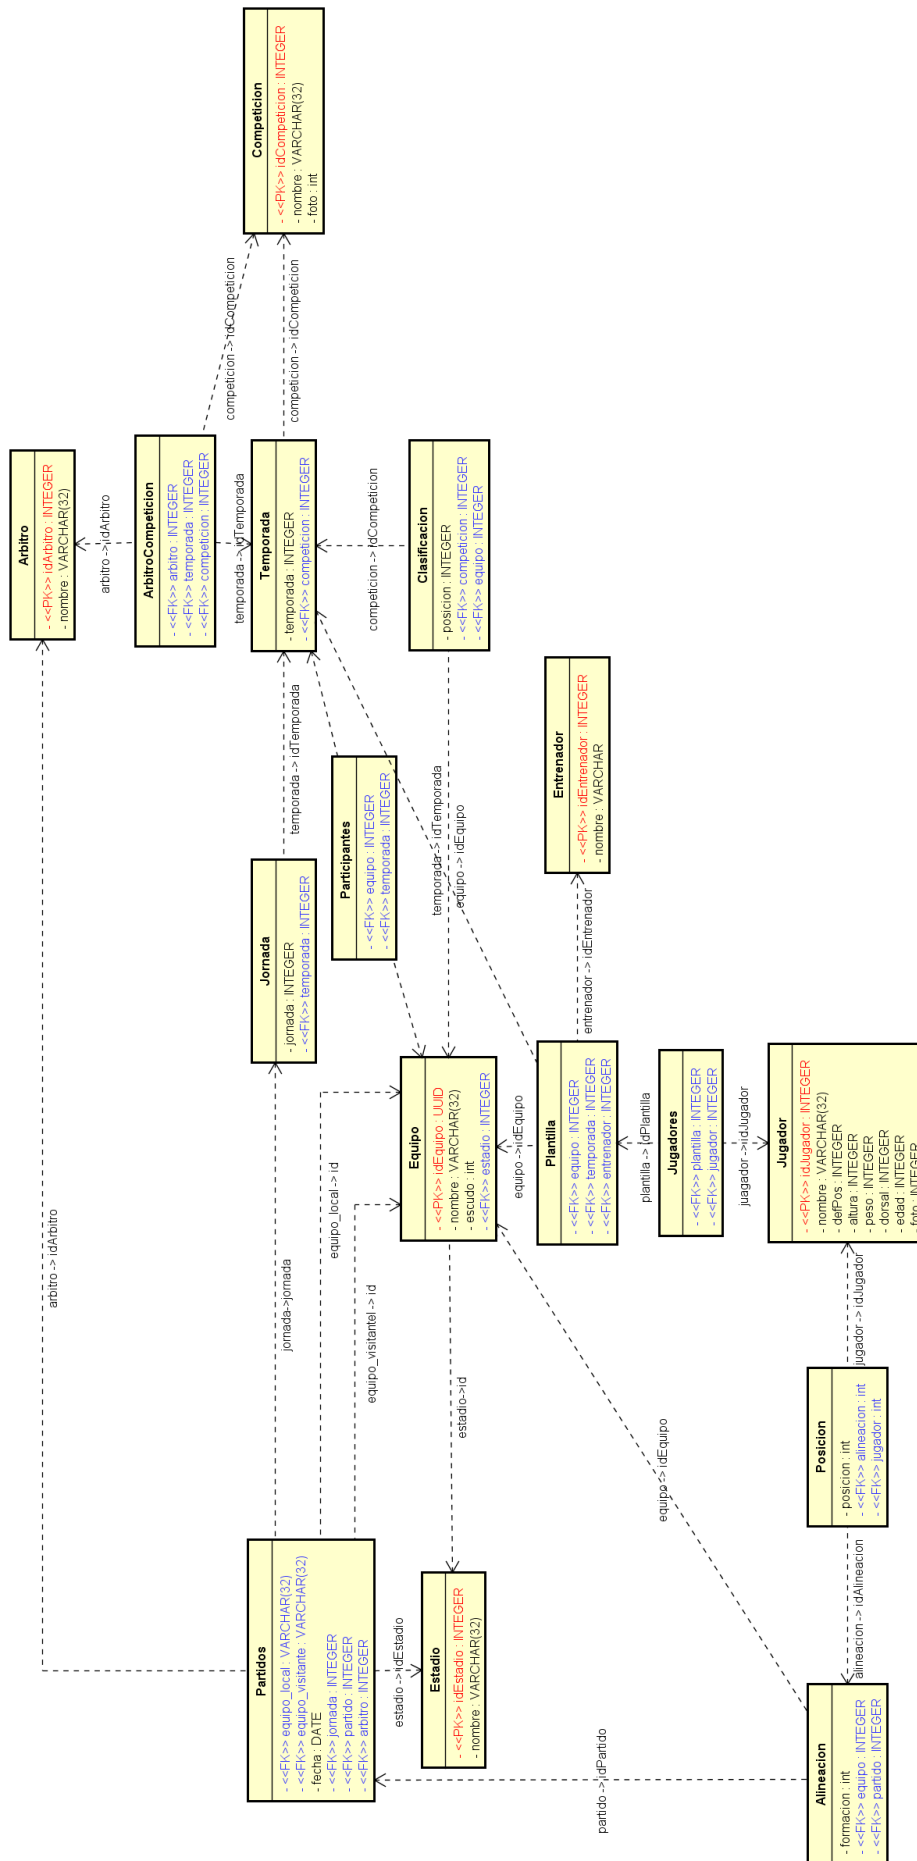 Competicion
- <<PK>> idCompeticion : INTEGER
- nombre : VARCHAR(32)
- foto : int
competicion -> idCompeticion
competicion -> idCompeticion
Arbitro
- <<PK>> idArbitro : INTEGER
- nombre : VARCHAR(32)
arbitro ->idArbitro
ArbitroCompeticion
- <<FK>> arbitro : INTEGER
- <<FK>> temporada : INTEGER
- <<FK>> competicion : INTEGER
temporada -> idTemporada
Temporada
- temporada : INTEGER
- <<FK>> competicion : INTEGER
competicion -> idCompeticion
Clasificacion
- posicion : INTEGER
- <<FK>> competicion : INTEGER
- <<FK>> equipo : INTEGER
temporada -> idTemporada
Participantes
- <<FK>> equipo : INTEGER
- <<FK>> temporada : INTEGER
temporada -> idTemporada
equipo -> idEquipo
Entrenador
- <<PK>> idEntrenador : INTEGER
- nombre : VARCHAR
entrenador -> idEntrenador
Jornada
- jornada : INTEGER
- <<FK>> temporada : INTEGER
Equipo
- <<PK>> idEquipo : UUID
- nombre : VARCHAR(32)
- escudo : int
- <<FK>> estadio : INTEGER
equipo ->idEquipo
Plantilla
- <<FK>> equipo : INTEGER
- <<FK>> temporada : INTEGER
- <<FK>> entrenador : INTEGER
plantilla -> idPlantilla
Jugadores
- <<FK>> plantilla : INTEGER
- <<FK>> jugador : INTEGER
juagador ->idJugador
Jugador
- <<PK>> idJugador : INTEGER
- nombre : VARCHAR(32)
- defPos : INTEGER
- altura : INTEGER
- peso : INTEGER
- dorsal : INTEGER
- edad : INTEGER
- foto : INTEGER
arbitro -> idArbitro
jornada->jornada
equipo_local -> id
equipo_visitantel -> id
estadio->id
equipo -> idEquipo
jugador -> idJugador
Posicion
- posicion : int
- <<FK>> alineacion : int
- <<FK>> jugador : int
alineacion -> idAlineacion
Partidos
- <<FK>> equipo_local : VARCHAR(32)
- <<FK>> equipo_visitante : VARCHAR(32)
- fecha : DATE
- <<FK>> jornada : INTEGER
- <<FK>> partido : INTEGER
- <<FK>> arbitro : INTEGER
estadio ->idEstadio
Estadio
- <<PK>> idEstadio : INTEGER
- nombre : VARCHAR(32)
partido ->idPartido
Alineacion
- formacion : int
- <<FK>> equipo : INTEGER
- <<FK>> partido : INTEGER